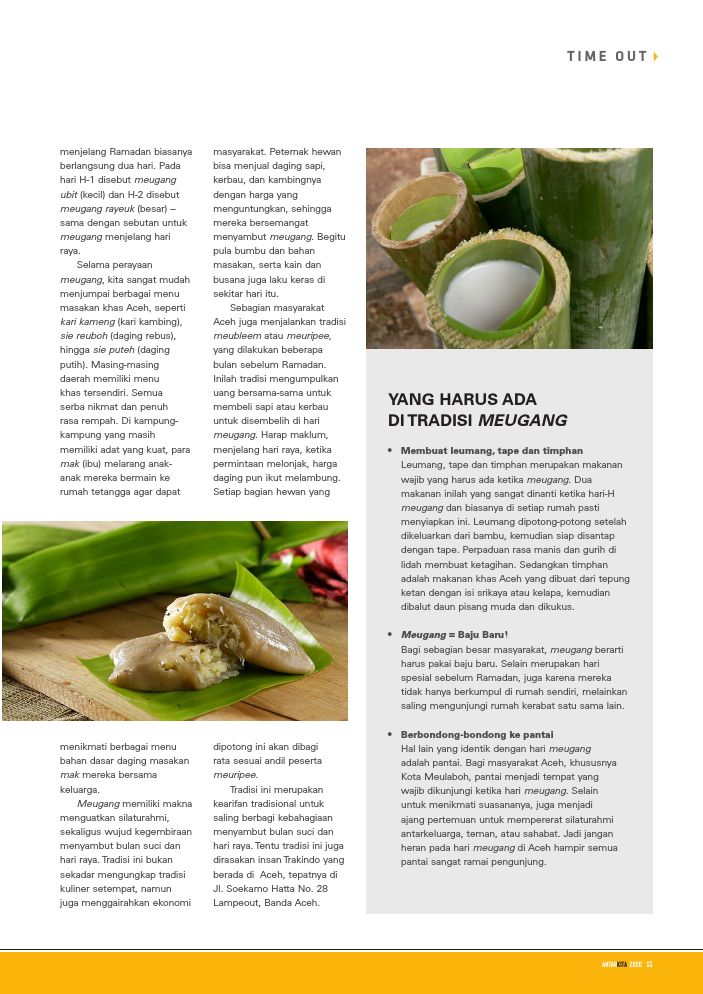 TIME OUT
menjelang Ramadan biasanya
berlangsung dua hari. Pada
hari H-1 disebut meugang
ubit (kecil) dan H-2 disebut
meugang rayeuk (besar) –
sama dengan sebutan untuk
meugang menjelang hari
raya.
Selama perayaan
meugang, kita sangat mudah
menjumpai berbagai menu
masakan khas Aceh, seperti
kari kameng (kari kambing),
sie reuboh (daging rebus),
hingga sie puteh (daging
putih). Masing-masing
daerah memiliki menu
khas tersendiri. Semua
serba nikmat dan penuh
rasa rempah. Di kampung-
kampung yang masih
memiliki adat yang kuat, para
mak (ibu) melarang anak-
anak mereka bermain ke
rumah tetangga agar dapat
menikmati berbagai menu
bahan dasar daging masakan
mak mereka bersama
keluarga.
Meugang memiliki makna
menguatkan silaturahmi,
sekaligus wujud kegembiraan
menyambut bulan suci dan
hari raya. Tradisi ini bukan
sekadar mengungkap tradisi
kuliner setempat, namun
juga menggairahkan ekonomi
masyarakat. Peternak hewan
bisa menjual daging sapi,
kerbau, dan kambingnya
dengan harga yang
menguntungkan, sehingga
mereka bersemangat
menyambut meugang. Begitu
pula bumbu dan bahan
masakan, serta kain dan
busana juga laku keras di
sekitar hari itu.
Sebagian masyarakat
Aceh juga menjalankan tradisi
meubleem atau meuripee,
yang dilakukan beberapa
bulan sebelum Ramadan.
Inilah tradisi mengumpulkan
uang bersama-sama untuk
membeli sapi atau kerbau
untuk disembelih di hari
meugang. Harap maklum,
menjelang hari raya, ketika
permintaan melonjak, harga
daging pun ikut melambung.
Setiap bagian hewan yang
dipotong ini akan dibagi
rata sesuai andil peserta
meuripee.
Tradisi ini merupakan
kearifan tradisional untuk
saling berbagi kebahagiaan
menyambut bulan suci dan
hari raya. Tentu tradisi ini juga
dirasakan insan Trakindo yang
berada di Aceh, tepatnya di
Jl. Soekarno Hatta No. 28
Lampeout, Banda Aceh.
YANG HARUS ADA
DI TRADISI MEUGANG
• Membuat leumang, tape dan timphan
Leumang, tape dan timphan merupakan makanan
wajib yang harus ada ketika meugang. Dua
makanan inilah yang sangat dinanti ketika hari-H
meugang dan biasanya di setiap rumah pasti
menyiapkan ini. Leumang dipotong-potong setelah
dikeluarkan dari bambu, kemudian siap disantap
dengan tape. Perpaduan rasa manis dan gurih di
lidah membuat ketagihan. Sedangkan timphan
adalah makanan khas Aceh yang dibuat dari tepung
ketan dengan isi srikaya atau kelapa, kemudian
dibalut daun pisang muda dan dikukus.
• Meugang = Baju Baru!
Bagi sebagian besar masyarakat, meugang berarti
harus pakai baju baru. Selain merupakan hari
spesial sebelum Ramadan, juga karena mereka
tidak hanya berkumpul di rumah sendiri, melainkan
saling mengunjungi rumah kerabat satu sama lain.
• Berbondong-bondong ke pantai
Hal lain yang identik dengan hari meugang
adalah pantai. Bagi masyarakat Aceh, khususnya
Kota Meulaboh, pantai menjadi tempat yang
wajib dikunjungi ketika hari meugang. Selain
untuk menikmati suasananya, juga menjadi
ajang pertemuan untuk mempererat silaturahmi
antarkeluarga, teman, atau sahabat. Jadi jangan
heran pada hari meugang di Aceh hampir semua
pantai sangat ramai pengunjung.
ANTARKITA 2020 55